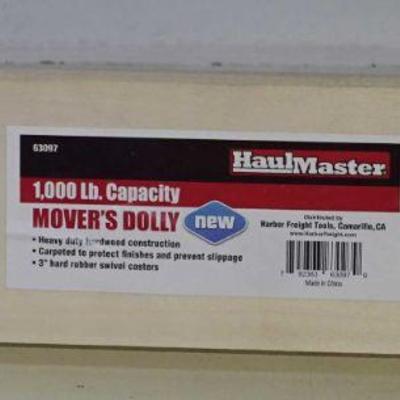 63097
HaulMaster
1,000 Lb. Capacity
MOVER'S DOLLY
new
• Heavy duty hardwood construction
• Carpeted to protect finishes and prevent slippage
• 3" hard rubber swivel castors
Distributed by
Harbor Freight Tools, Camarillo, CA
www.HarborFreight.com
Made in China